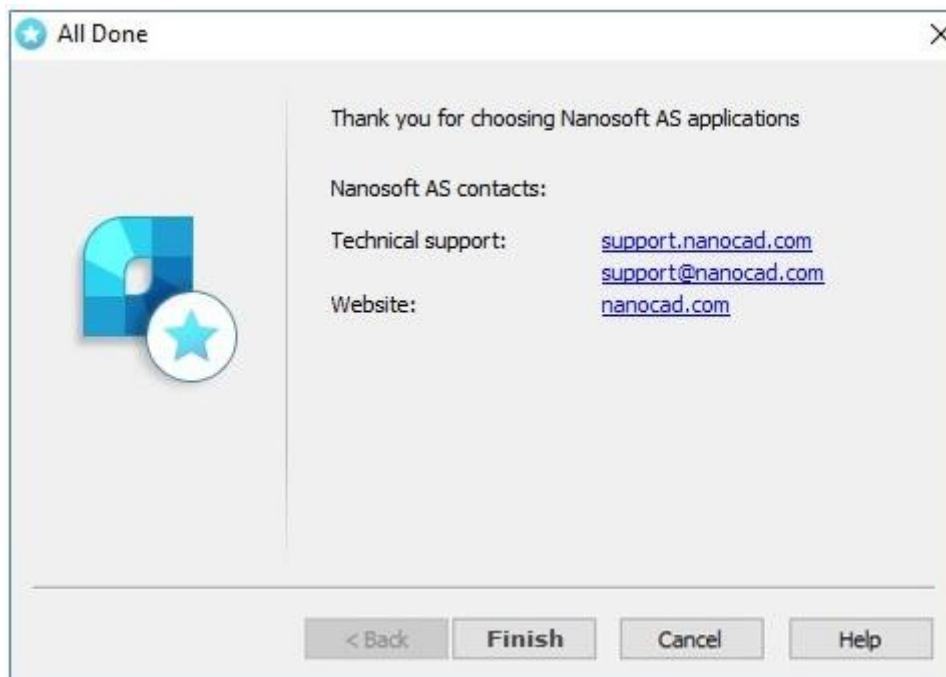 All Done
Thank you for choosing Nanosoft AS applications
Nanosoft AS contacts:
Technical support: support.nanocad.com
support@nanocad.com
Website: nanocad.com
< Back Finish Cancel Help